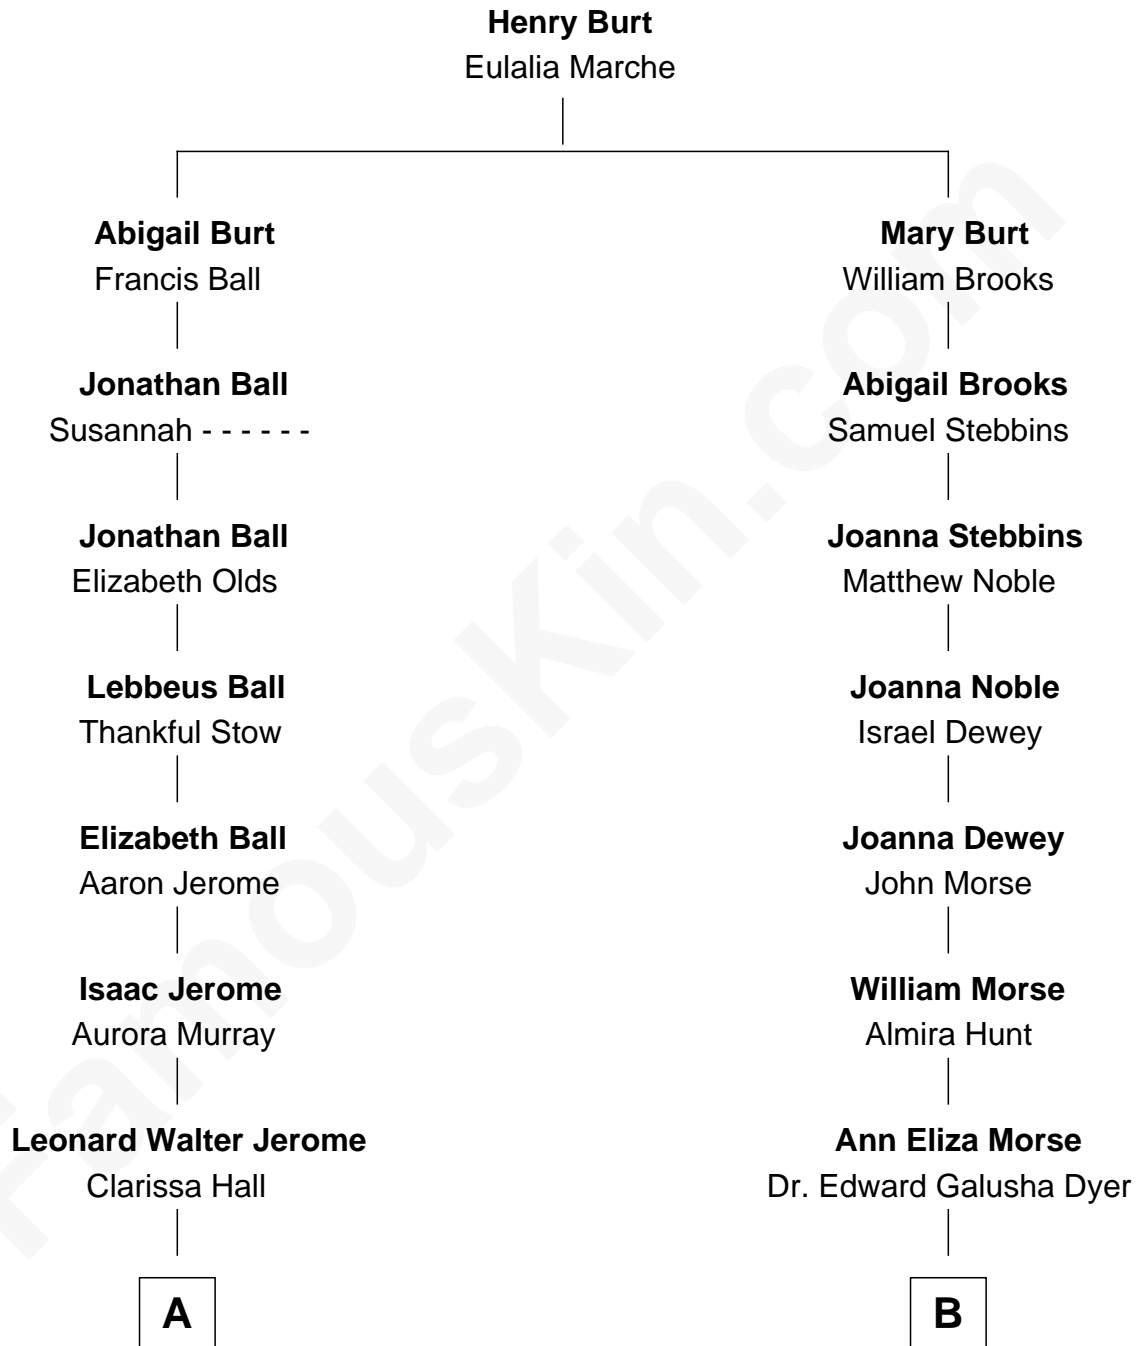 Henry Burt
Eulalia Marche
Abigail Burt
Francis Ball
Mary Burt
William Brooks
Jonathan Ball
Susannah - - - - - -
Abigail Brooks
Samuel Stebbins
Jonathan Ball
Elizabeth Olds
Joanna Stebbins
Matthew Noble
Lebbeus Ball
Thankful Stow
Joanna Noble
Israel Dewey
Elizabeth Ball
Aaron Jerome
Joanna Dewey
John Morse
Isaac Jerome
Aurora Murray
William Morse
Almira Hunt
Leonard Walter Jerome
Clarissa Hall
Ann Eliza Morse
Dr. Edward Galusha Dyer
A
B
FamousKin.com